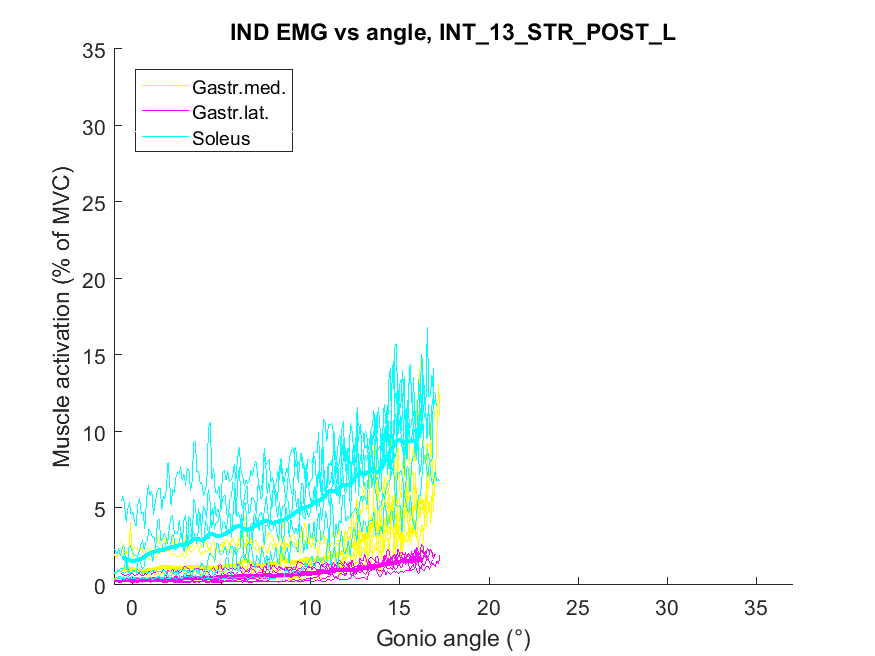 IND EMG vs angle, INT_13_STR_POST_L
35
30
25
20
15
10
5
0
Muscle activation (% of MVC)
Gastr.med.
Gastr.lat.
Soleus
0 5 10 15 20 25 30 35
Gonio angle (°)